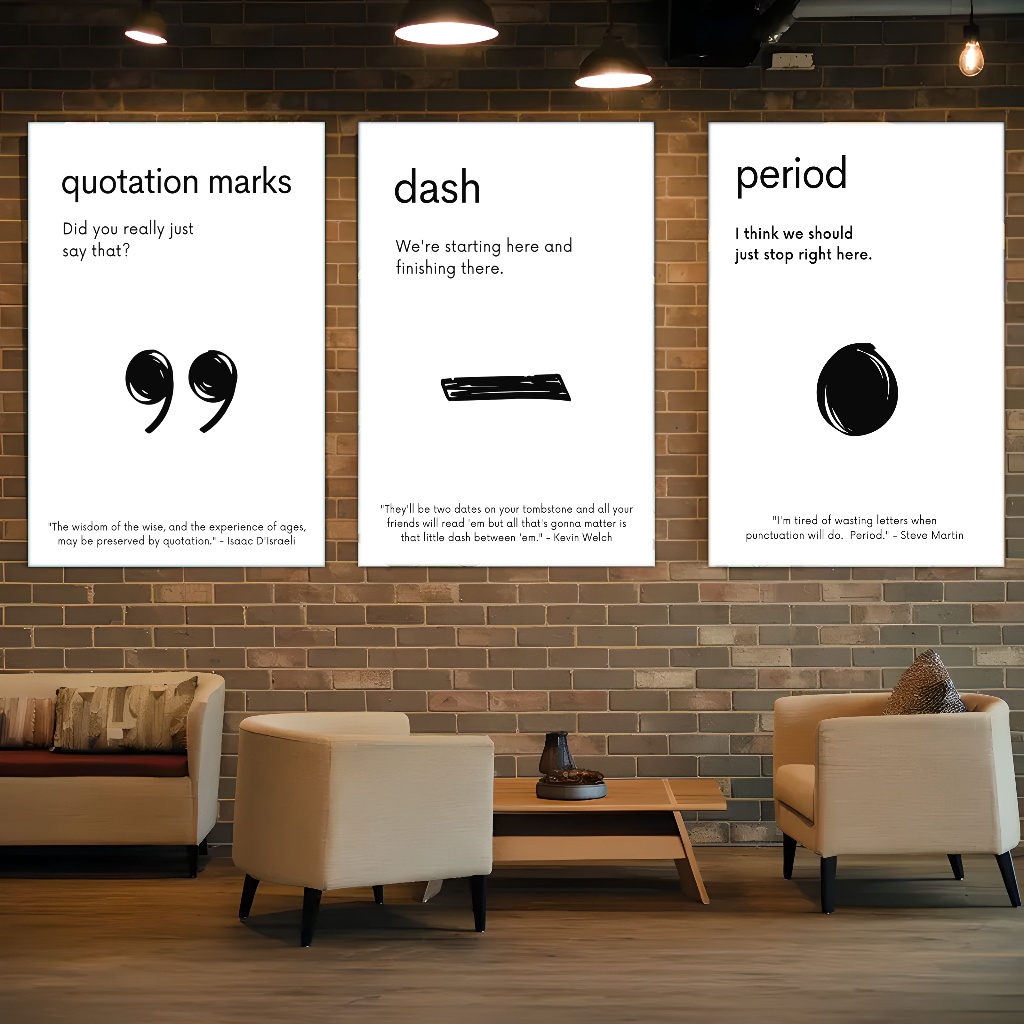 quotation marks
Did you really just
say that?
"The wisdom of the wise, and the experience of ages,
may be preserved by quotation." - Isaac D'Israeli
dash
We're starting here and
finishing there.
"They'll be two dates on your tombstone and all your
friends will read 'em but all that's gonna matter is
that little dash between 'em." - Kevin Welch
period
I think we should
just stop right here.
"I'm tired of wasting letters when
punctuation will do.  Period." - Steve Martin